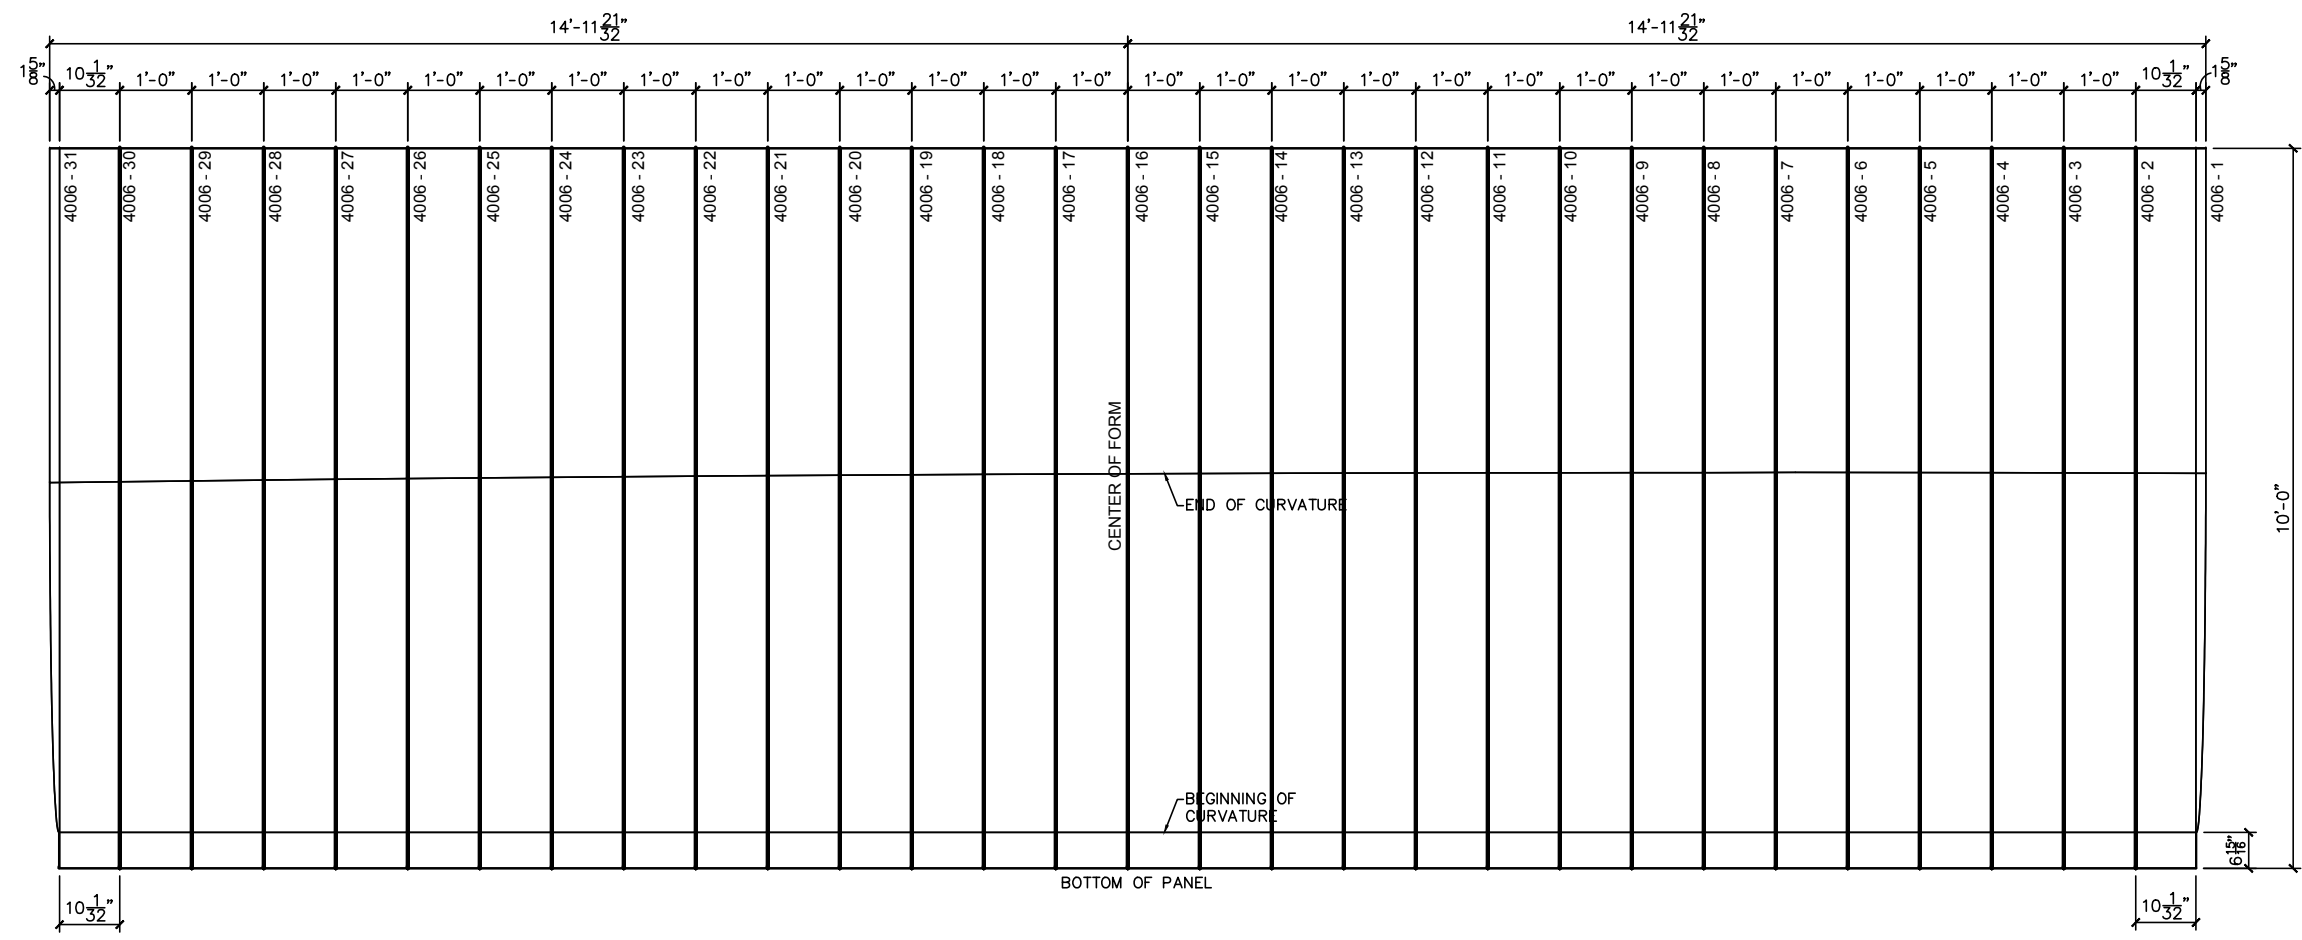 14'-11 21/32" 14'-11 21/32"
1 5/8" 10 1/32" 1'-0" 1'-0" 1'-0" 1'-0" 1'-0" 1'-0" 1'-0" 1'-0" 1'-0" 1'-0" 1'-0" 1'-0" 1'-0" 1'-0" 1'-0" 1'-0" 1'-0" 1'-0" 1'-0" 1'-0" 1'-0" 1'-0" 1'-0" 1'-0" 1'-0" 1'-0" 1'-0" 1'-0" 10 1/32" 1 5/8"
4006 - 31
4006 - 30
4006 - 29
4006 - 28
4006 - 27
4006 - 26
4006 - 25
4006 - 24
4006 - 23
4006 - 22
4006 - 21
4006 - 20
4006 - 19
4006 - 18
4006 - 17
4006 - 16
4006 - 15
4006 - 14
4006 - 13
4006 - 12
4006 - 11
4006 - 10
4006 - 9
4006 - 8
4006 - 7
4006 - 6
4006 - 5
4006 - 4
4006 - 3
4006 - 2
4006 - 1
CENTER OF FORM
END OF CURVATURE
10'-0"
BEGINNING OF
CURVATURE
6 15/16"
BOTTOM OF PANEL
10 1/32" 10 1/32"